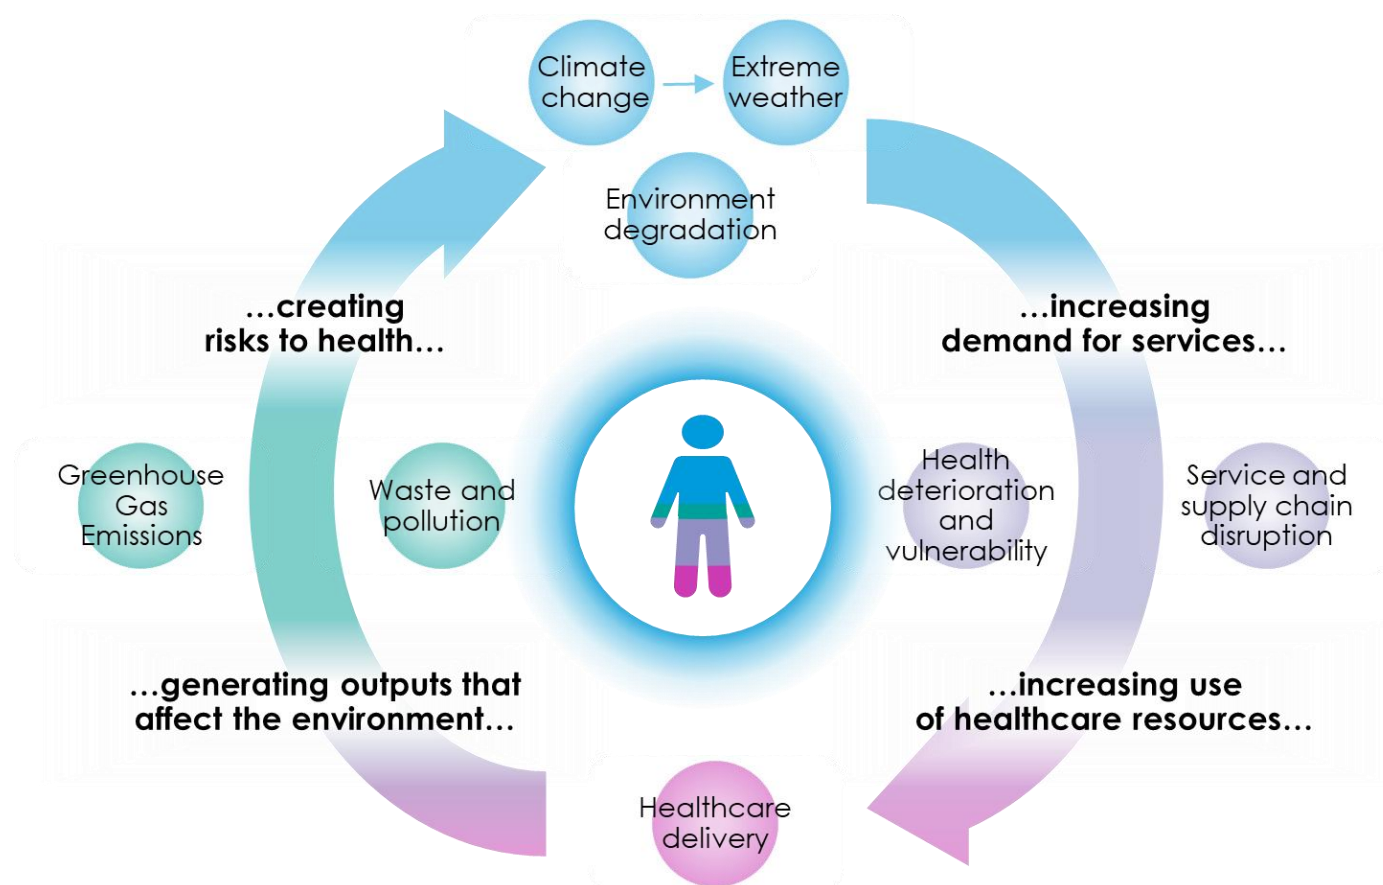 Climate
change
Extreme
weather
Environment
degradation
...creating
risks to health...
...increasing
demand for services...
Greenhouse
Gas
Emissions
Waste and
pollution
Health
deterioration
and
vulnerability
Service and
supply chain
disruption
...generating outputs that
affect the environment...
...increasing use
of healthcare resources...
Healthcare
delivery